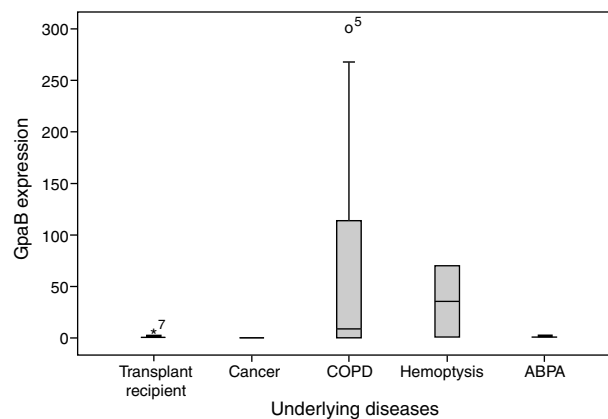 GpaB expression
300
250
200
150
100
50
0
o5
*7
Transplant
recipient
Cancer
COPD
Hemoptysis
ABPA
Underlying diseases